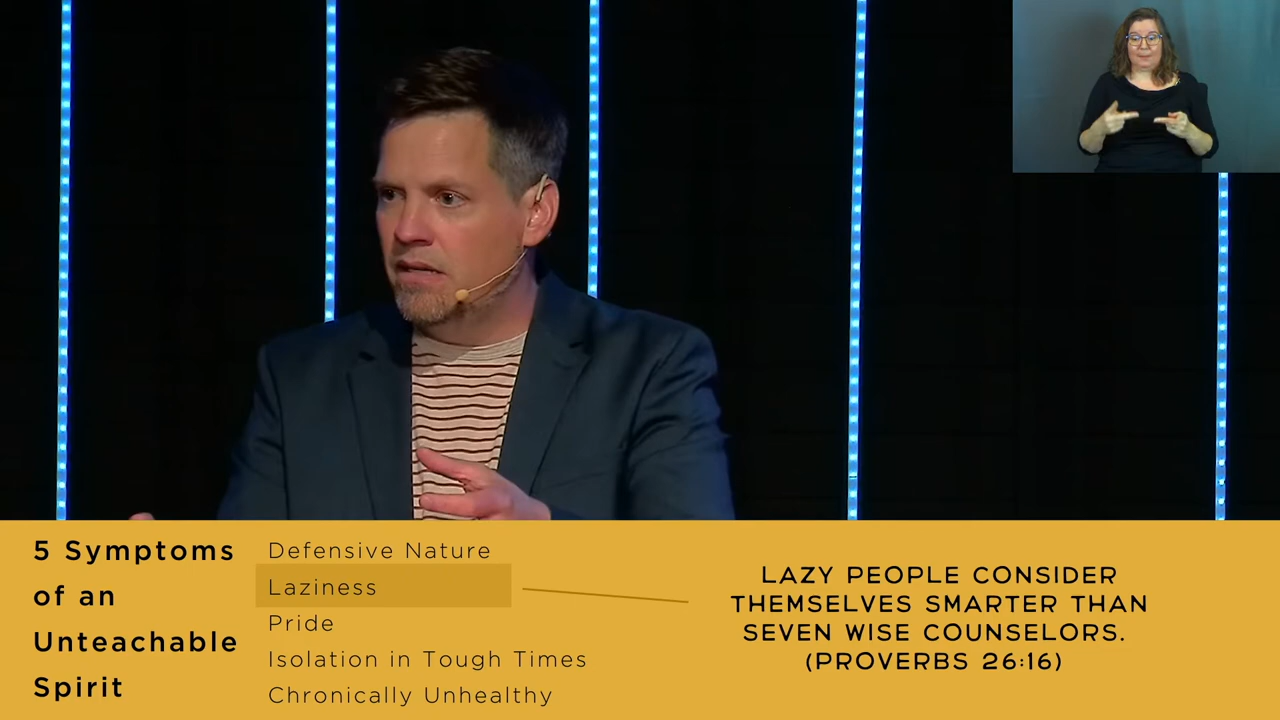 5 Symptoms
of an
Unteachable
Spirit
Defensive Nature
Laziness
Pride
Isolation in Tough Times
Chronically Unhealthy
LAZY PEOPLE CONSIDER
THEMSELVES SMARTER THAN
SEVEN WISE COUNSELORS.
(PROVERBS 26:16)